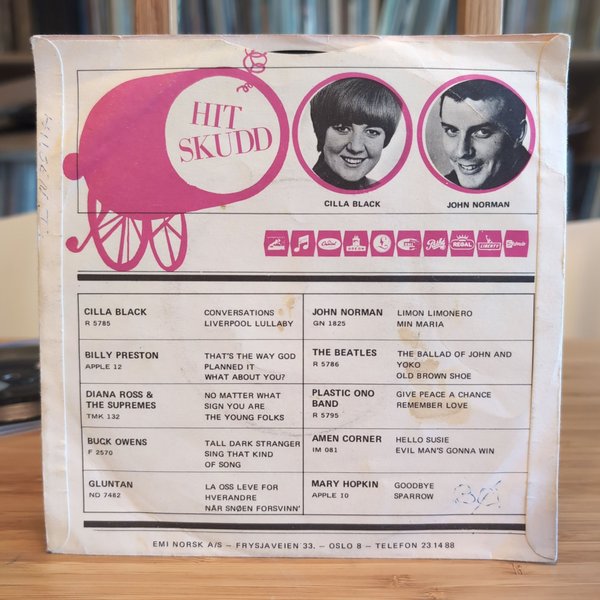 HIT
SKUDD
CILLA BLACK
JOHN NORMAN
Capitol
REGAL
LIBERTY
CILLA BLACK
R 5785
CONVERSATIONS
LIVERPOOL LULLABY
BILLY PRESTON
APPLE 12
THAT'S THE WAY GOD
PLANNED IT
WHAT ABOUT YOU?
DIANA ROSS &
THE SUPREMES
TMK 132
NO MATTER WHAT
SIGN YOU ARE
THE YOUNG FOLKS
BUCK OWENS
F 2570
TALL DARK STRANGER
SING THAT KIND
OF SONG
GLUNTAN
ND 7462
LA OSS LEVE FOR
HVERANDRE
NÅR SNØEN FORSVINN'
JOHN NORMAN
GN 1825
LIMON LIMONERO
MIN MARIA
THE BEATLES
R 5786
THE BALLAD OF JOHN AND
YOKO
OLD BROWN SHOE
PLASTIC ONO
BAND
R 5795
GIVE PEACE A CHANCE
REMEMBER LOVE
AMEN CORNER
IM 081
HELLO SUSIE
EVIL MAN'S GONNA WIN
MARY HOPKIN
APPLE 10
GOODBYE
SPARROW
EMI NORSK A/S – FRYSJAVEIEN 33. – OSLO 8 – TELEFON 23 14 88